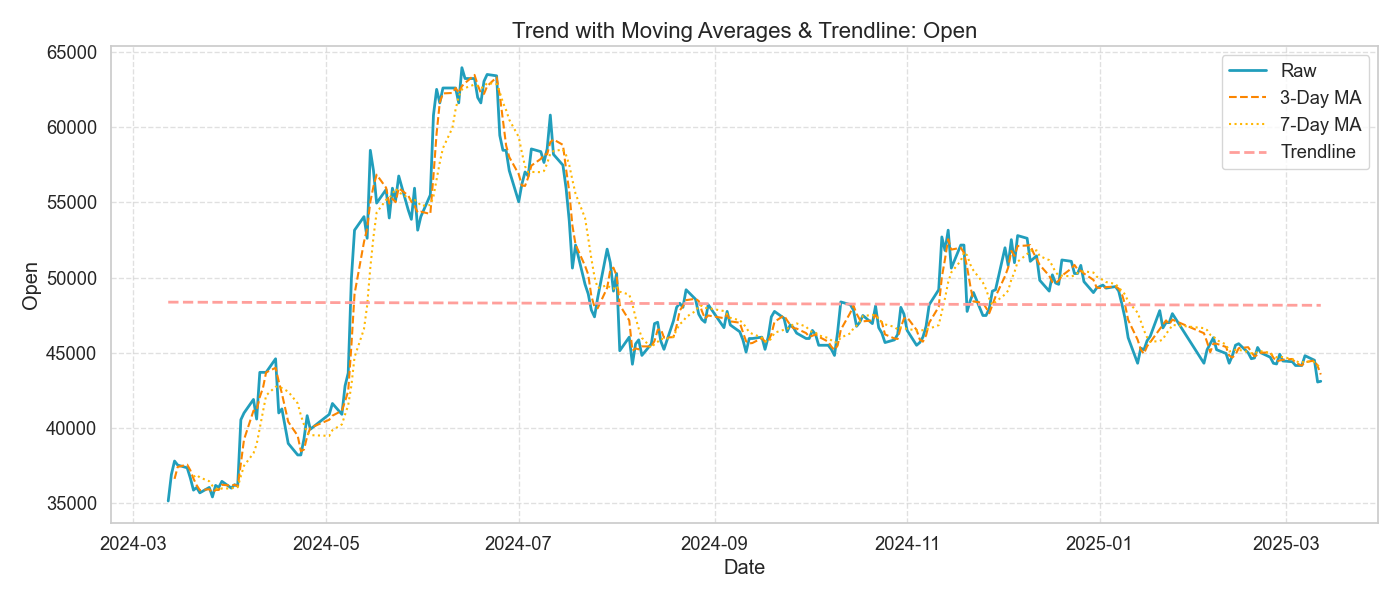 Trend with Moving Averages & Trendline: Open
65000
60000
55000
50000
45000
40000
35000
Open
Raw
3-Day MA
7-Day MA
Trendline
2024-03
2024-05
2024-07
2024-09
2024-11
2025-01
2025-03
Date